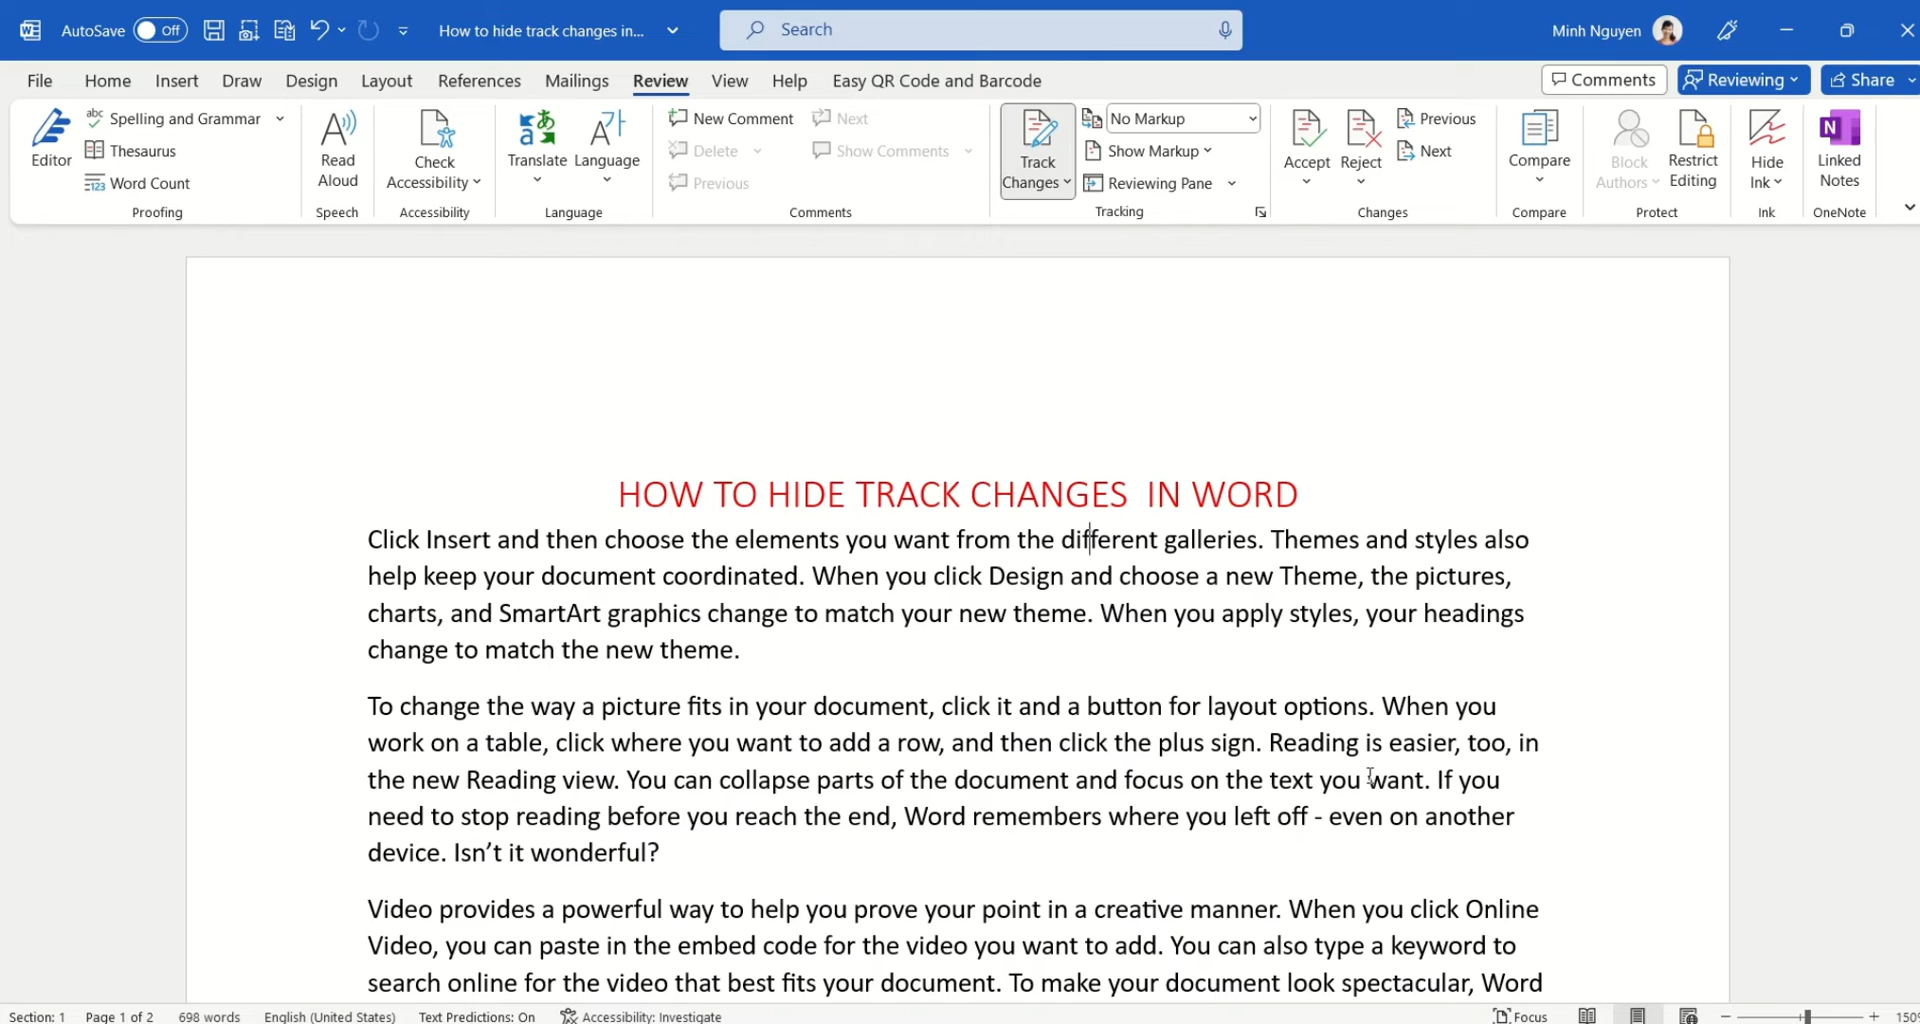 AutoSave Off How to hide track changes in... Search Minh Nguyen
File Home Insert Draw Design Layout References Mailings Review View Help Easy QR Code and Barcode Comments Reviewing Share
Editor
abc Spelling and Grammar
Thesaurus
123 Word Count
Proofing
Read
Aloud
Speech
Check
Accessibility
Accessibility
Translate
Language
Language
New Comment
Delete
Previous
Next
Show Comments
Comments
Track
Changes
No Markup
Show Markup
Reviewing Pane
Tracking
Accept
Reject
Previous
Next
Changes
Compare
Compare
Block
Authors
Restrict
Editing
Protect
Hide
Ink
Ink
N
Linked
Notes
OneNote
HOW TO HIDE TRACK CHANGES  IN WORD
Click Insert and then choose the elements you want from the different galleries. Themes and styles also
help keep your document coordinated. When you click Design and choose a new Theme, the pictures,
charts, and SmartArt graphics change to match your new theme. When you apply styles, your headings
change to match the new theme.
To change the way a picture fits in your document, click it and a button for layout options. When you
work on a table, click where you want to add a row, and then click the plus sign. Reading is easier, too, in
the new Reading view. You can collapse parts of the document and focus on the text you want. If you
need to stop reading before you reach the end, Word remembers where you left off - even on another
device. Isn’t it wonderful?
Video provides a powerful way to help you prove your point in a creative manner. When you click Online
Video, you can paste in the embed code for the video you want to add. You can also type a keyword to
search online for the video that best fits your document. To make your document look spectacular, Word
Section: 1 Page 1 of 2 698 words English (United States) Text Predictions: On Accessibility: Investigate Focus 150%